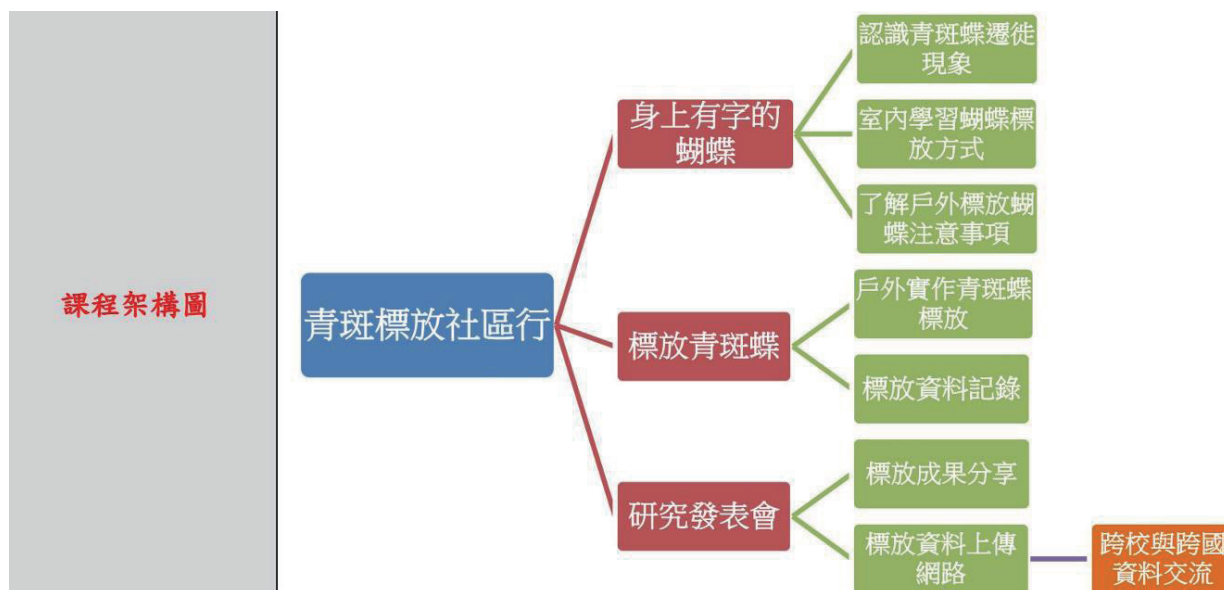 課程架構圖
青斑標放社區行
身上有字的
蝴蝶
認識青斑蝶遷徙
現象
室內學習蝴蝶標
放方式
了解戶外標放蝴
蝶注意事項
標放青斑蝶
戶外實作青斑蝶
標放
標放資料記錄
研究發表會
標放成果分享
標放資料上傳
網路
跨校與跨國
資料交流